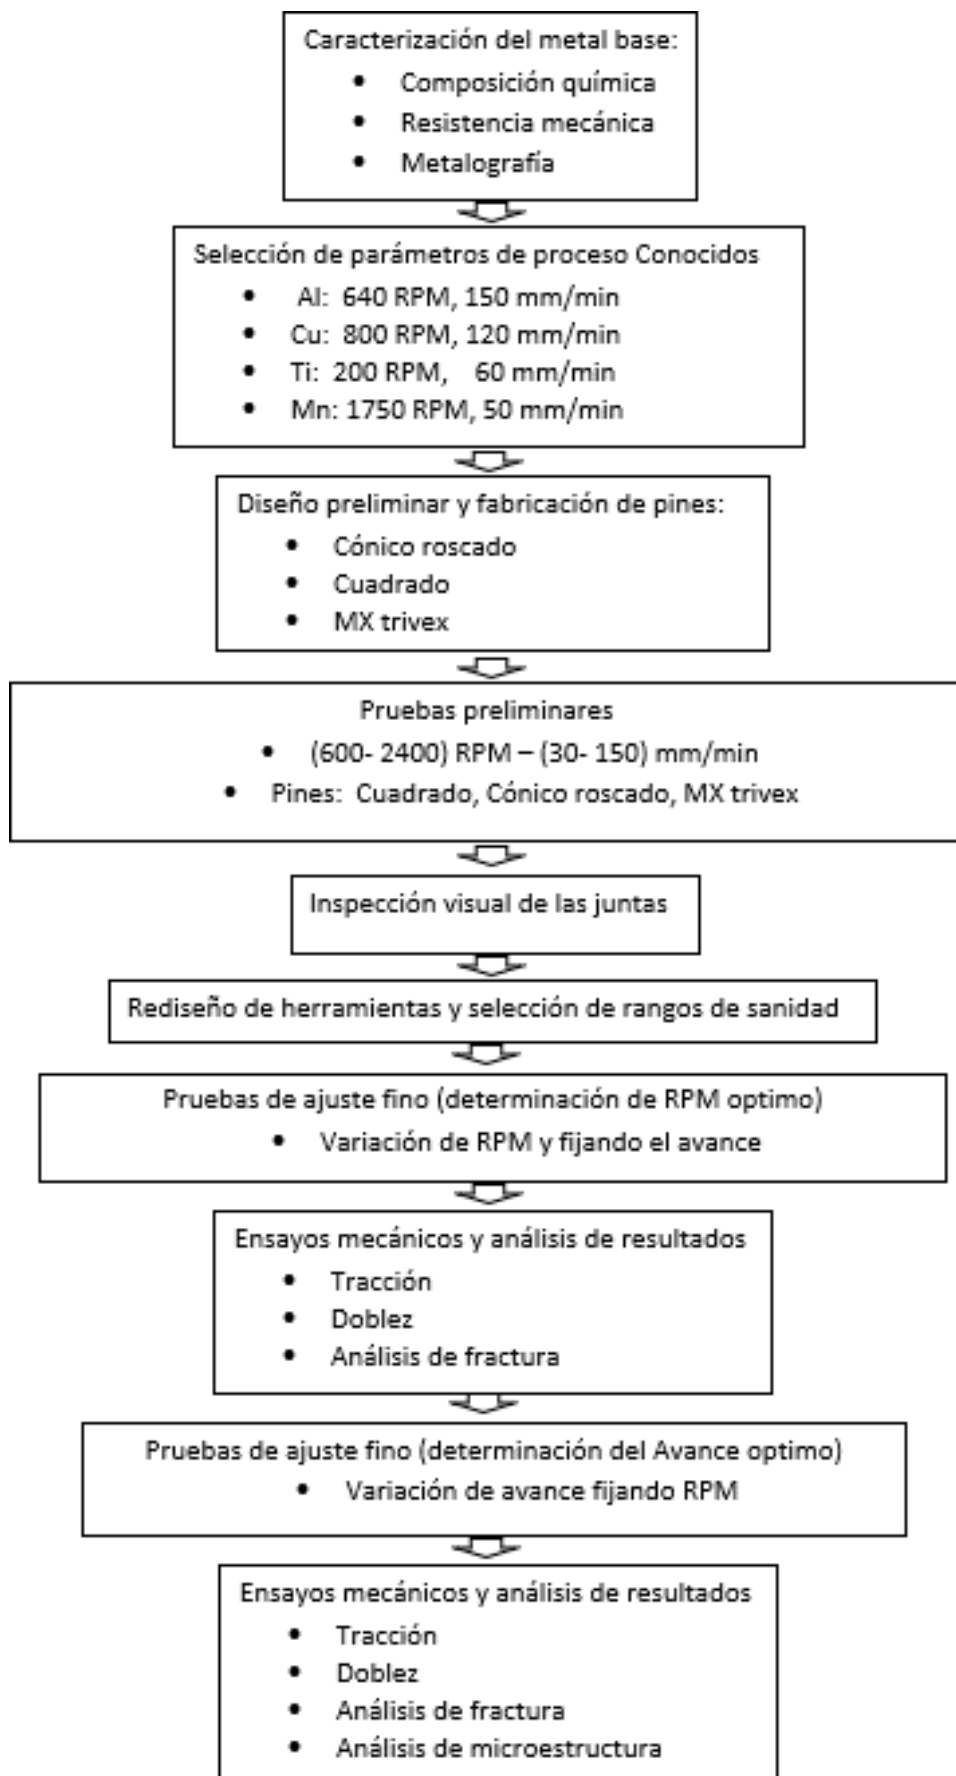 Caracterización del metal base:
• Composición química
• Resistencia mecánica
• Metalografía
Selección de parámetros de proceso Conocidos
• Al: 640 RPM, 150 mm/min
• Cu: 800 RPM, 120 mm/min
• Ti: 200 RPM, 60 mm/min
• Mn: 1750 RPM, 50 mm/min
Diseño preliminar y fabricación de pines:
• Cónico roscado
• Cuadrado
• MX trivex
Pruebas preliminares
• (600- 2400) RPM – (30- 150) mm/min
• Pines: Cuadrado, Cónico roscado, MX trivex
Inspección visual de las juntas
Rediseño de herramientas y selección de rangos de sanidad
Pruebas de ajuste fino (determinación de RPM optimo)
• Variación de RPM y fijando el avance
Ensayos mecánicos y análisis de resultados
• Tracción
• Doblez
• Análisis de fractura
Pruebas de ajuste fino (determinación del Avance optimo)
• Variación de avance fijando RPM
Ensayos mecánicos y análisis de resultados
• Tracción
• Doblez
• Análisis de fractura
• Análisis de microestructura